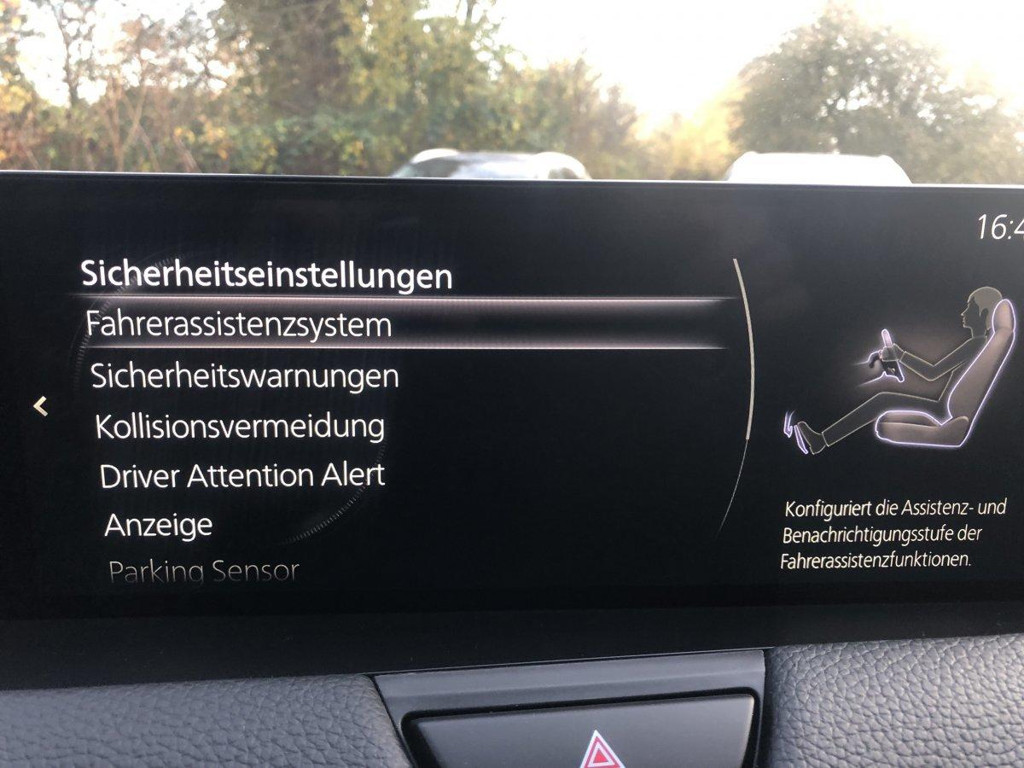 16:4
Sicherheitseinstellungen
Fahrerassistenzsystem
Sicherheitswarnungen
Kollisionsvermeidung
Driver Attention Alert
Anzeige
Parking Sensor
Konfiguriert die Assistenz- und
Benachrichtigungsstufe der
Fahrerassistenzfunktionen.